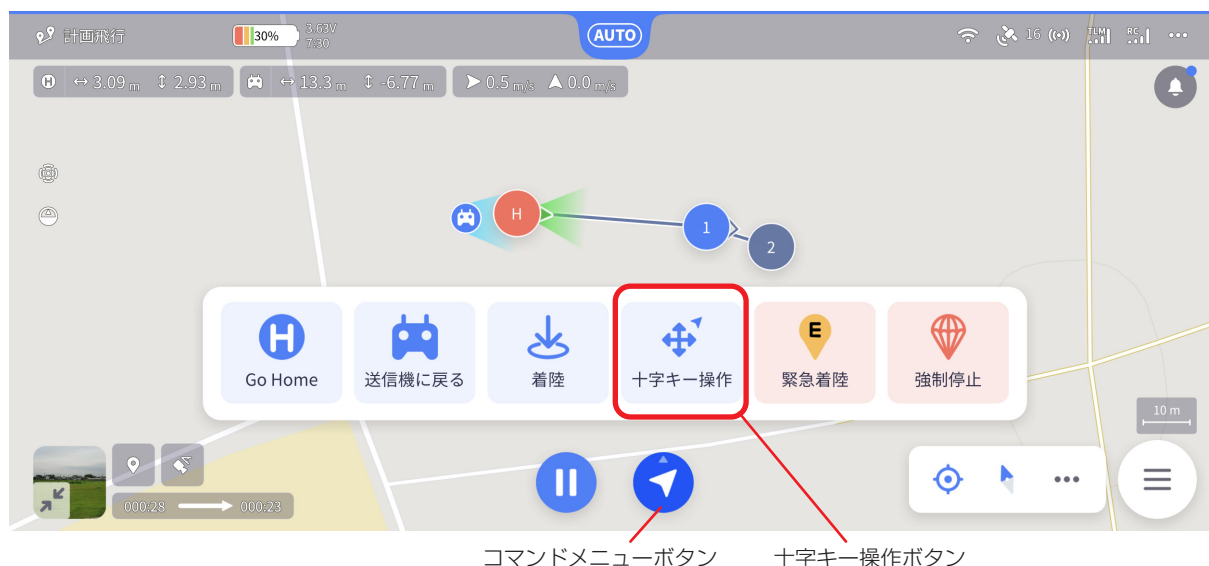 計画飛行 30% 3.63V 7:30 AUTO 16 TLM RC
H 3.09 m 2.93 m 13.3 m -6.77 m 0.5 m/s 0.0 m/s
H 1 2
H E
Go Home 送信機に戻る 着陸 十字キー操作 緊急着陸 強制停止
10 m
000:28 000:23
コマンドメニューボタン 十字キー操作ボタン